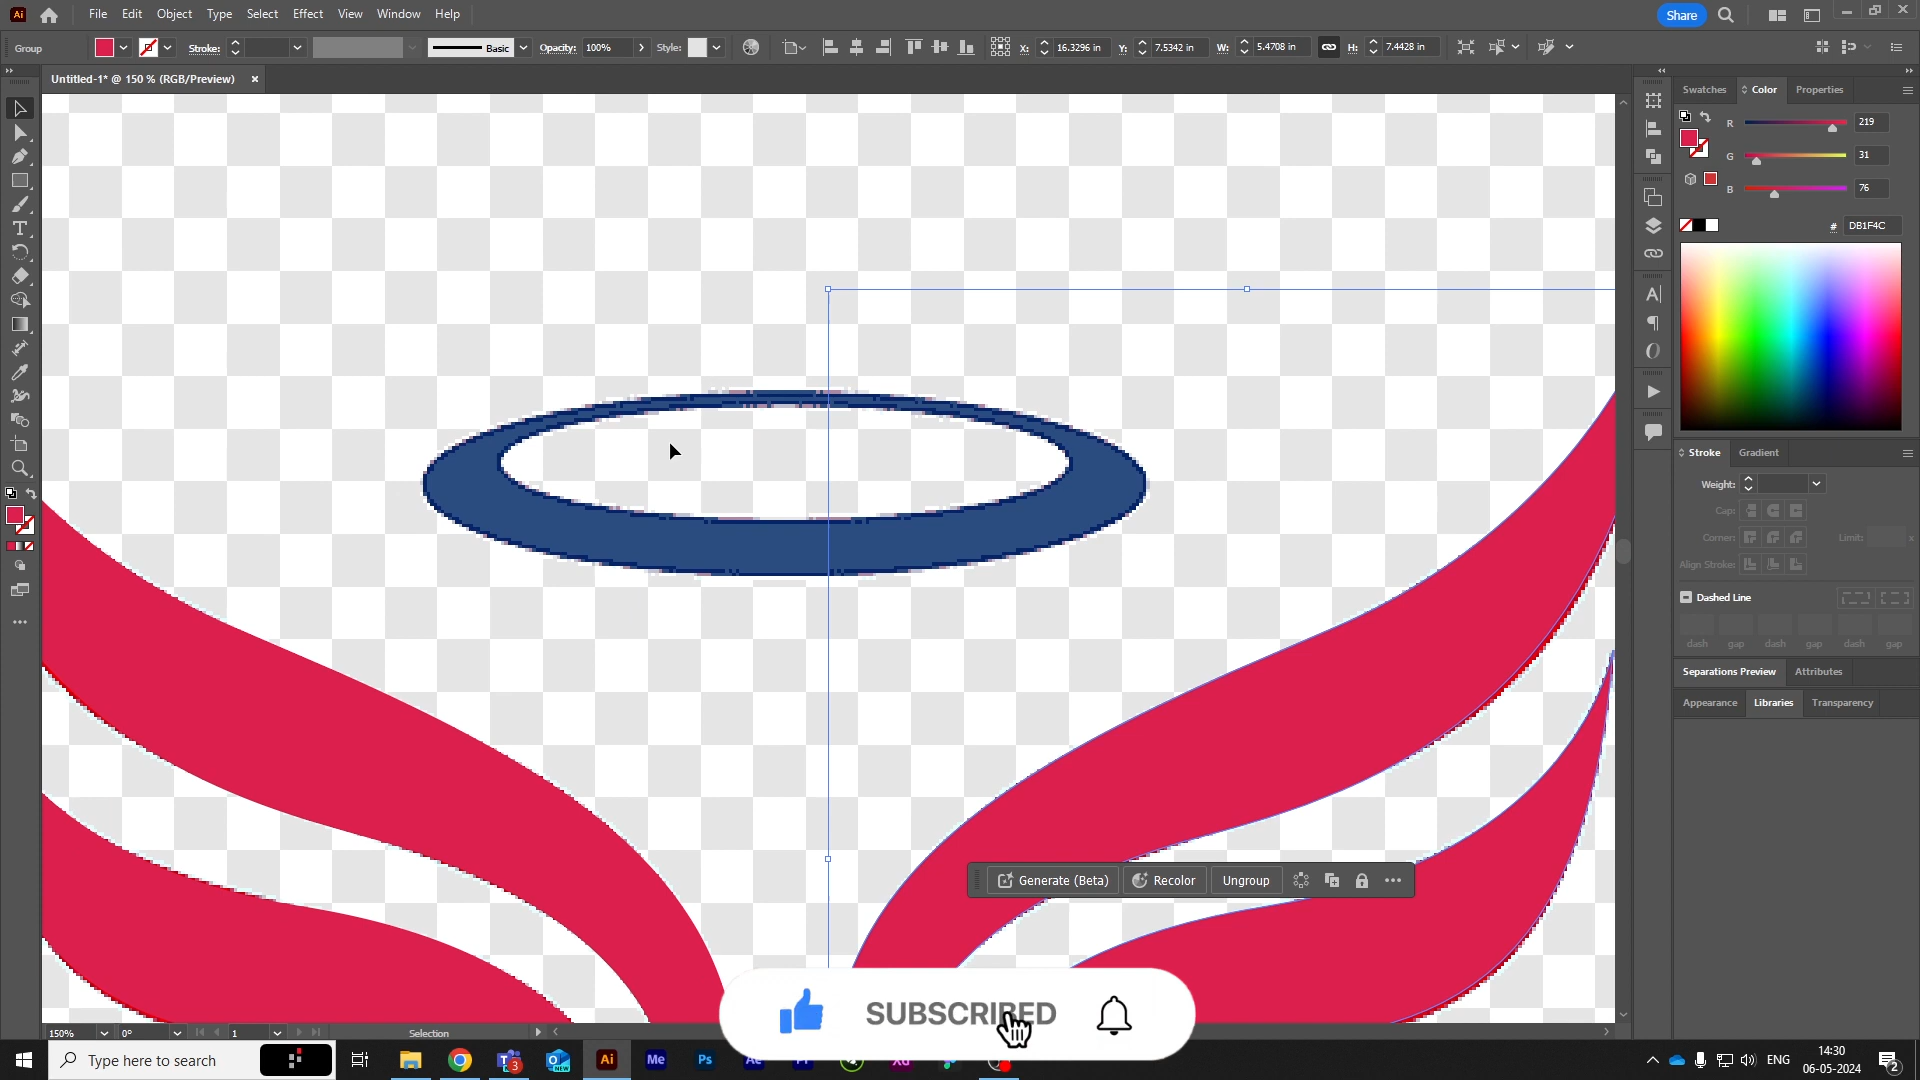 Ai File Edit Object Type Select Effect View Window Help Share
Group Stroke: Basic Opacity: 100% Style: X: 16.3296 in Y: 7.5342 in W: 5.4708 in H: 7.4428 in
Untitled-1* @ 150 % (RGB/Preview) ×
Swatches Color Properties
R 219
G 31
B 76
# DB1F4C
Stroke Gradient
Weight:
Cap:
Corner: Limit: x
Align Stroke:
Dashed Line
dash gap dash gap dash gap
Separations Preview Attributes
Appearance Libraries Transparency
Generate (Beta) Recolor Ungroup
SUBSCRIBED
150% 0° 1 Selection
Type here to search
3 NEW Ai Me Ps
ENG
14:30
06-05-2024
2